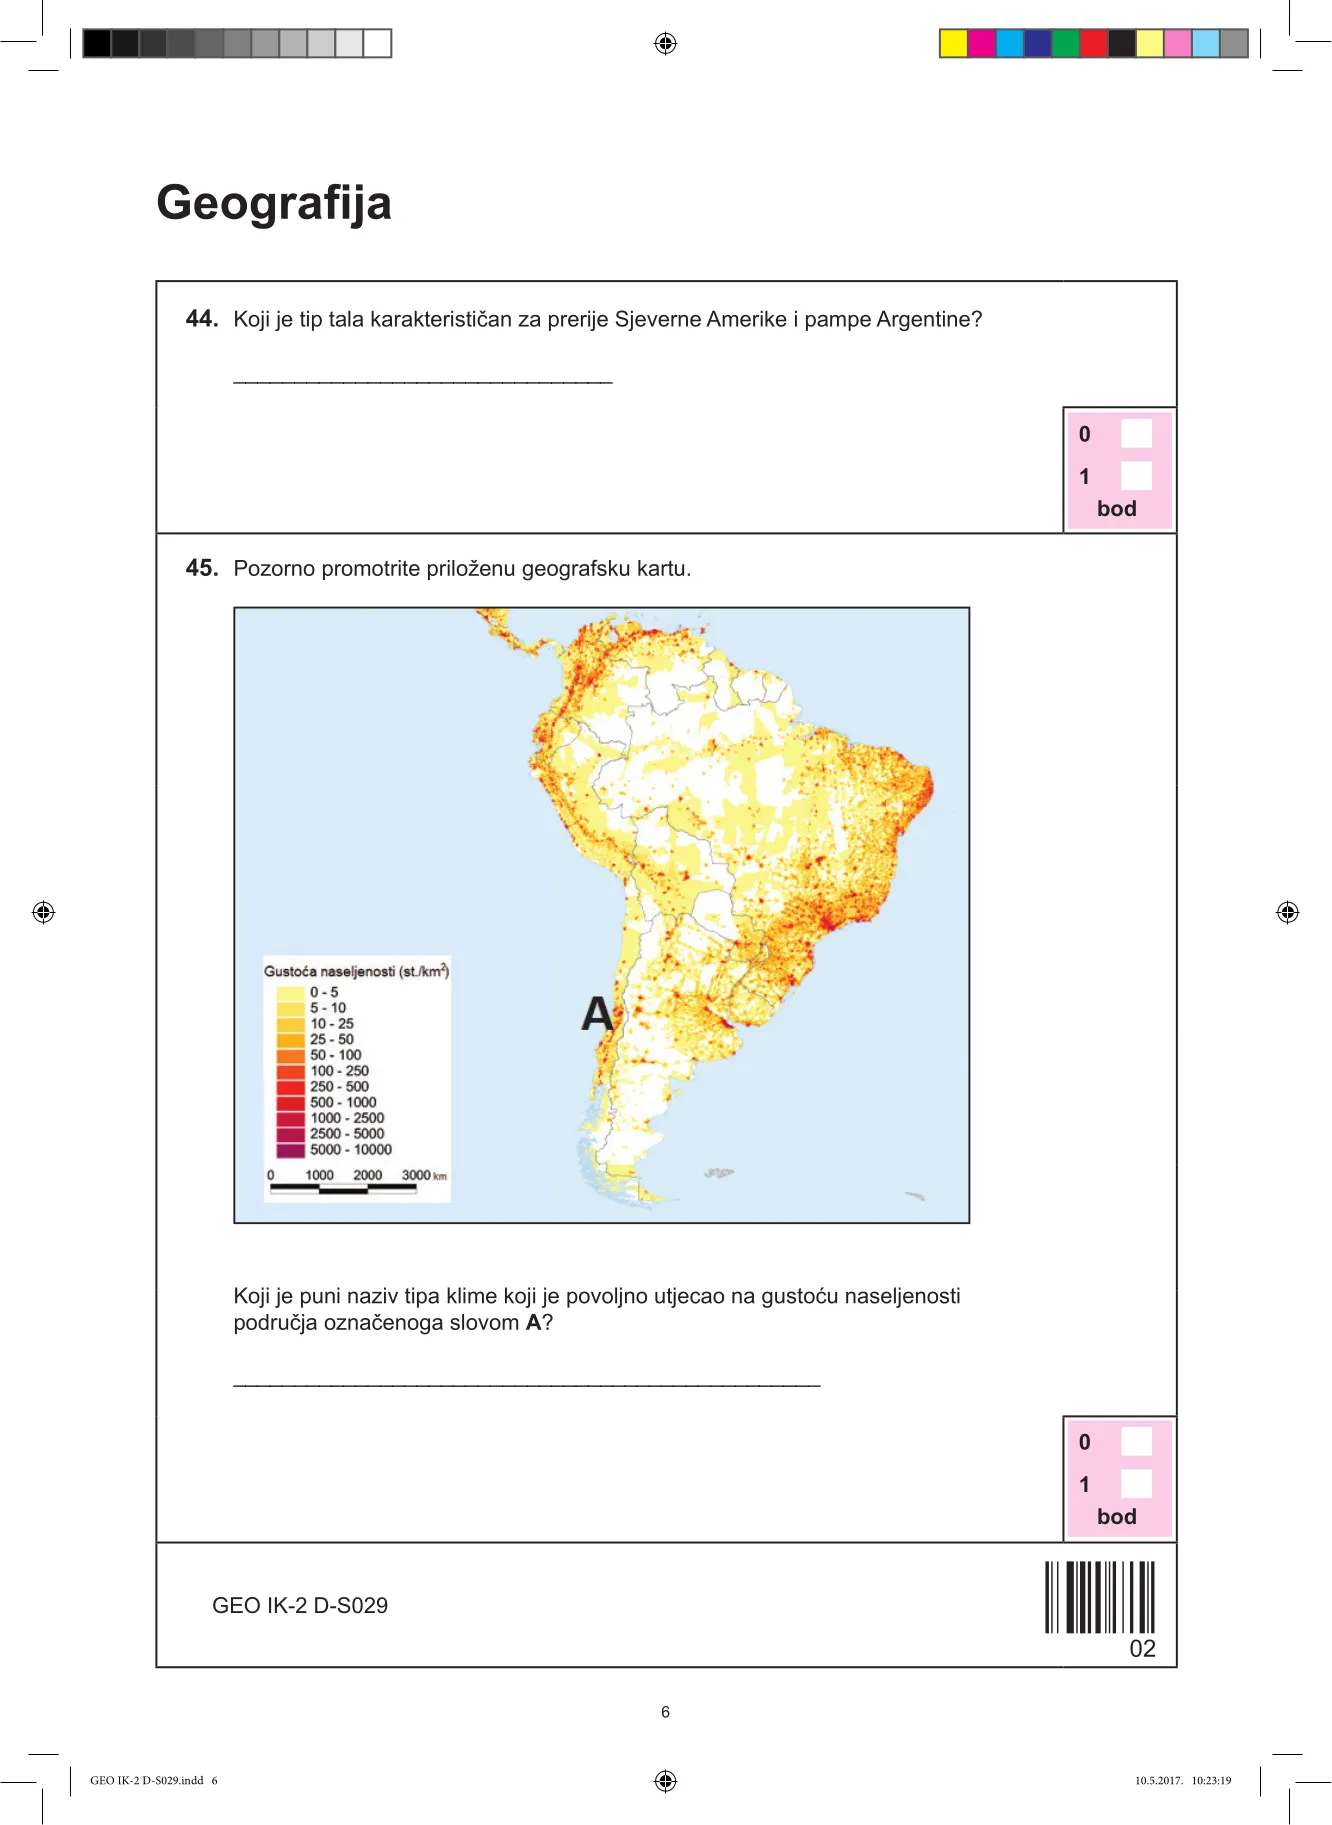 Geografija
44. Koji je tip tala karakterističan za prerije Sjeverne Amerike i pampe Argentine?
_______________________________
0
1
bod
45. Pozorno promotrite priloženu geografsku kartu.
Gustoća naseljenosti (st./km²)
0 - 5
5 - 10
10 - 25
25 - 50
50 - 100
100 - 250
250 - 500
500 - 1000
1000 - 2500
2500 - 5000
5000 - 10000
0 1000 2000 3000 km
A
Koji je puni naziv tipa klime koji je povoljno utjecao na gustoću naseljenosti
područja označenoga slovom A?
________________________________________________
0
1
bod
GEO IK-2 D-S029
02
6
GEO IK-2 D-S029.indd 6
10.5.2017. 10:23:19